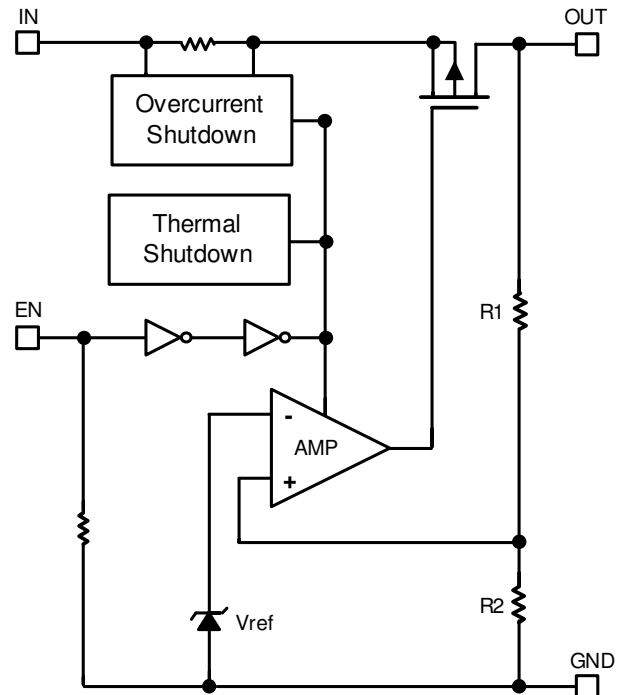 IN
OUT
Overcurrent
Shutdown
Thermal
Shutdown
EN
R1
-
AMP
+
R2
Vref
GND